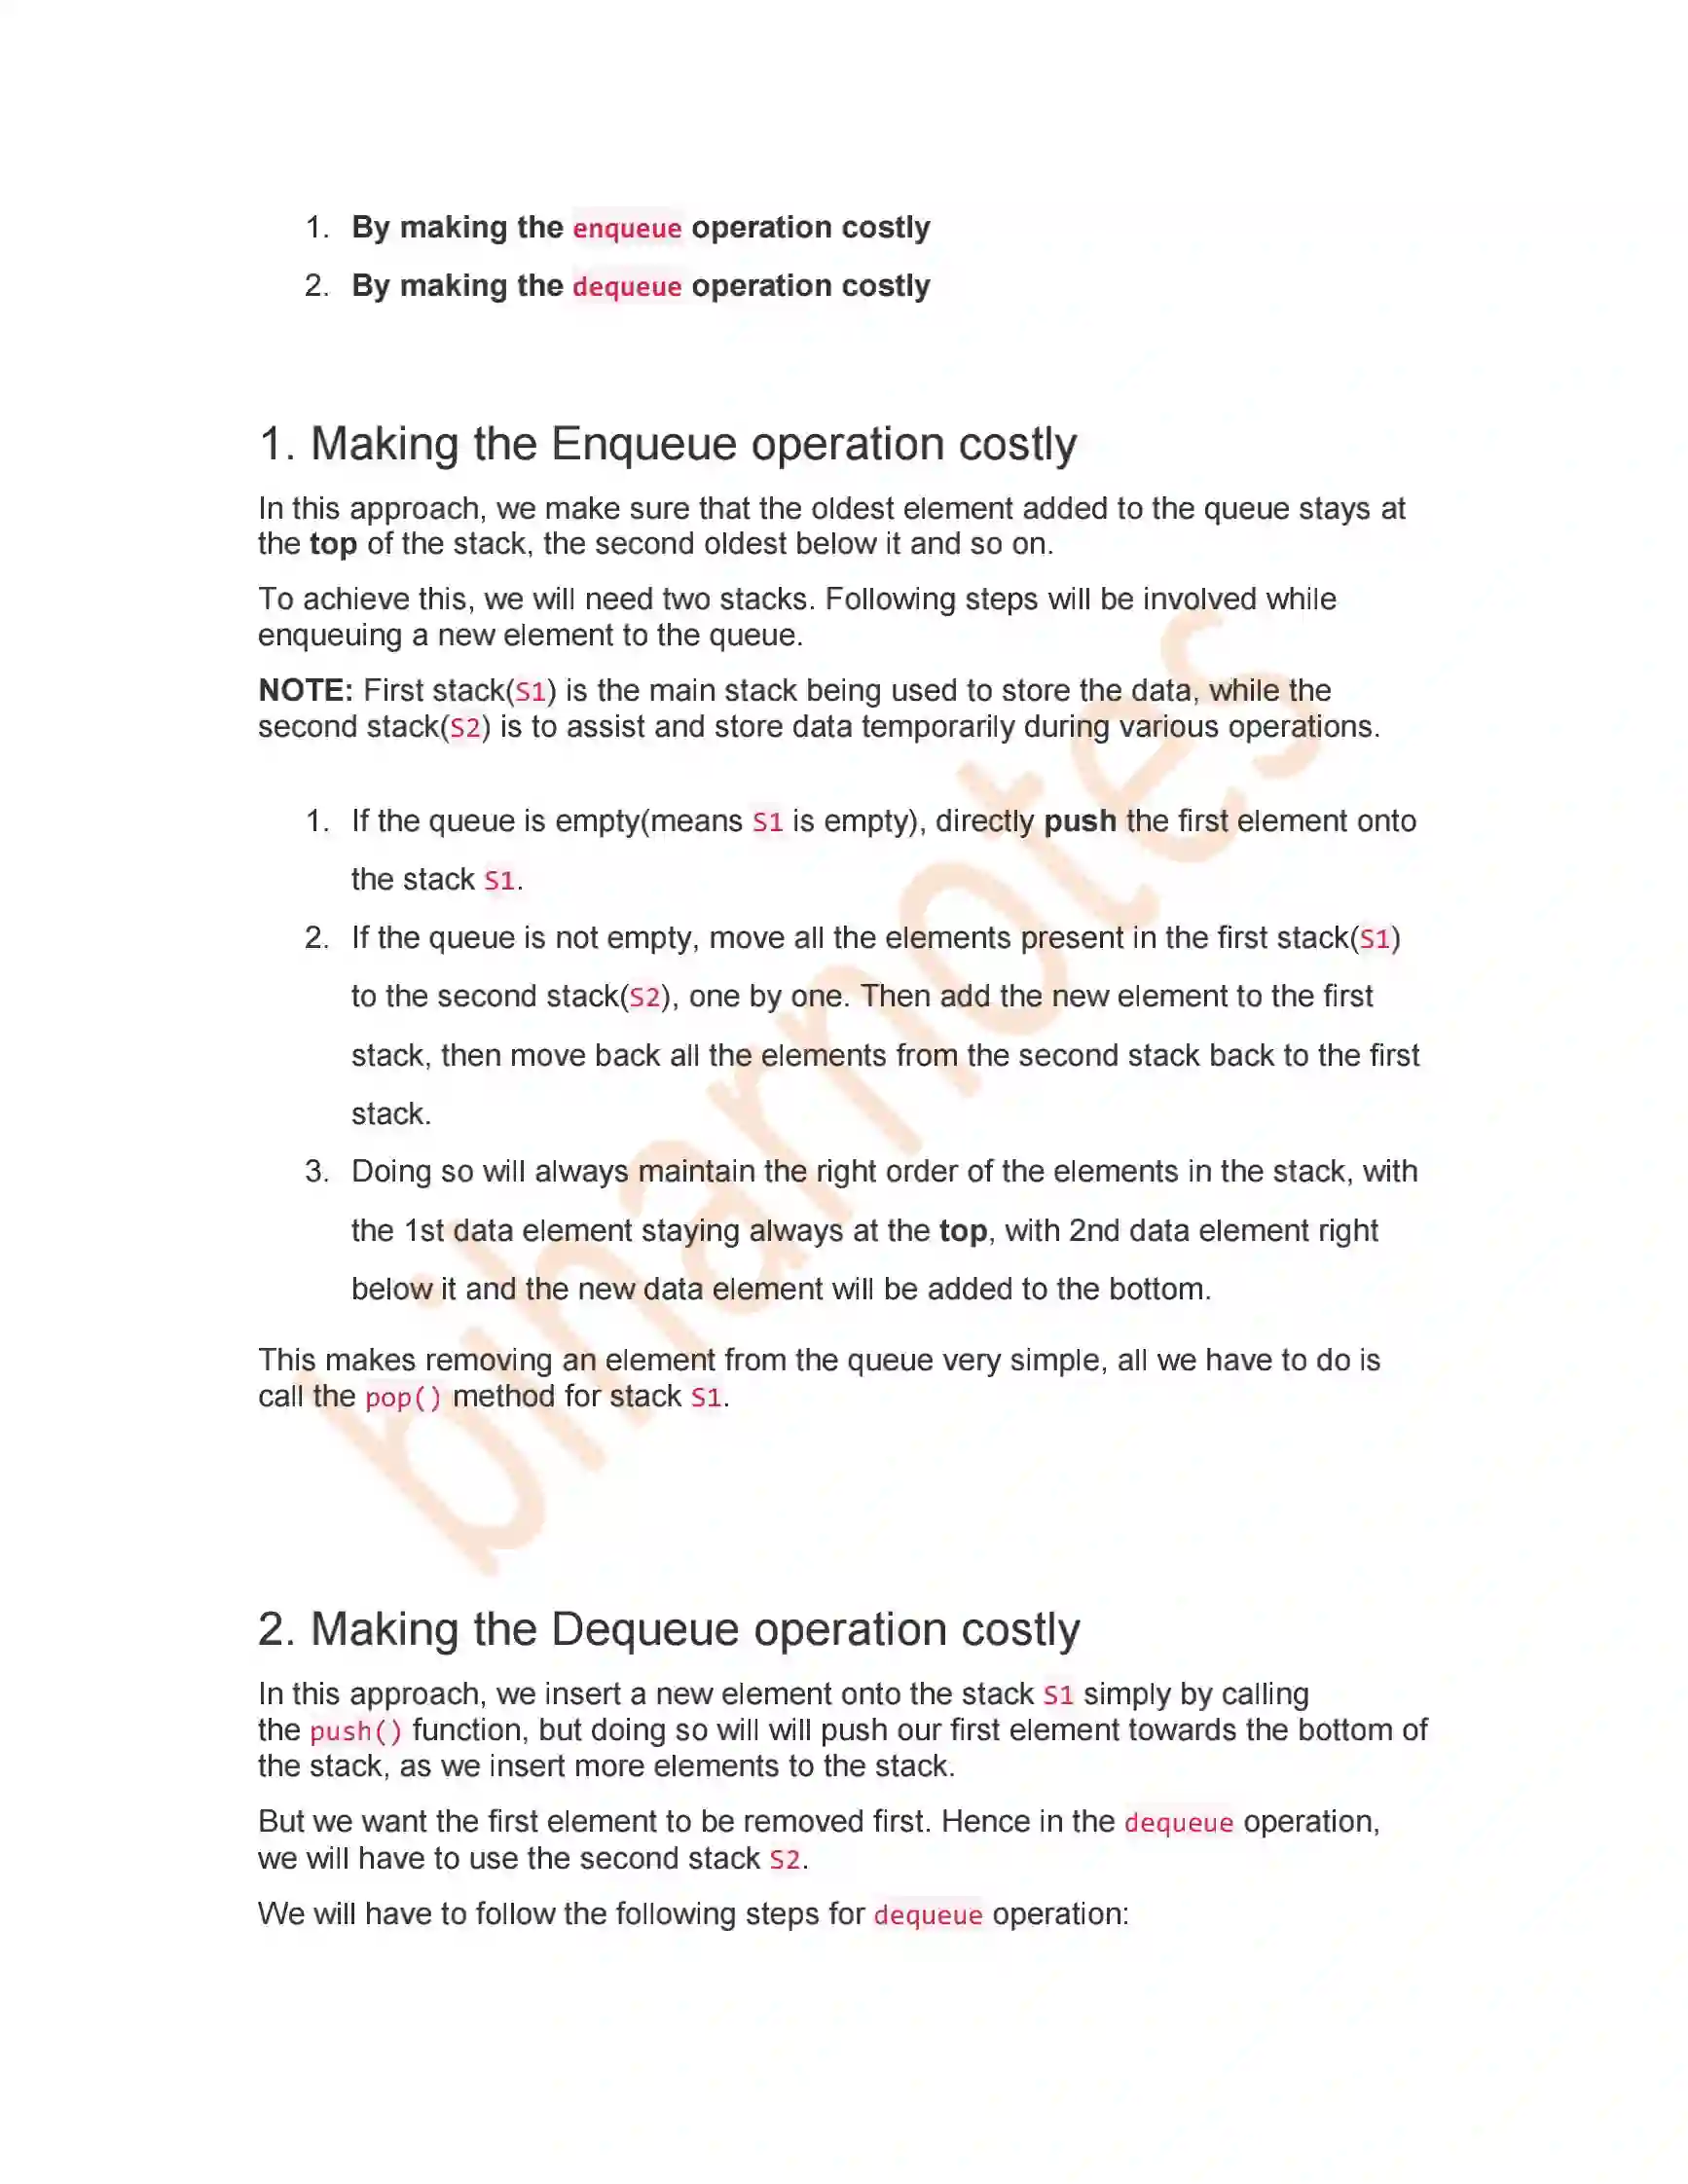 1. By making the enqueue operation costly
2. By making the dequeue operation costly
1. Making the Enqueue operation costly
In this approach, we make sure that the oldest element added to the queue stays at
the top of the stack, the second oldest below it and so on.
To achieve this, we will need two stacks. Following steps will be involved while
enqueuing a new element to the queue.
NOTE: First stack(S1) is the main stack being used to store the data, while the
second stack(S2) is to assist and store data temporarily during various operations.
1. If the queue is empty(means S1 is empty), directly push the first element onto
the stack S1.
2. If the queue is not empty, move all the elements present in the first stack(S1)
to the second stack(S2), one by one. Then add the new element to the first
stack, then move back all the elements from the second stack back to the first
stack.
3. Doing so will always maintain the right order of the elements in the stack, with
the 1st data element staying always at the top, with 2nd data element right
below it and the new data element will be added to the bottom.
This makes removing an element from the queue very simple, all we have to do is
call the pop() method for stack S1.
biharnotes
2. Making the Dequeue operation costly
In this approach, we insert a new element onto the stack S1 simply by calling
the push() function, but doing so will will push our first element towards the bottom of
the stack, as we insert more elements to the stack.
But we want the first element to be removed first. Hence in the dequeue operation,
we will have to use the second stack S2.
We will have to follow the following steps for dequeue operation: